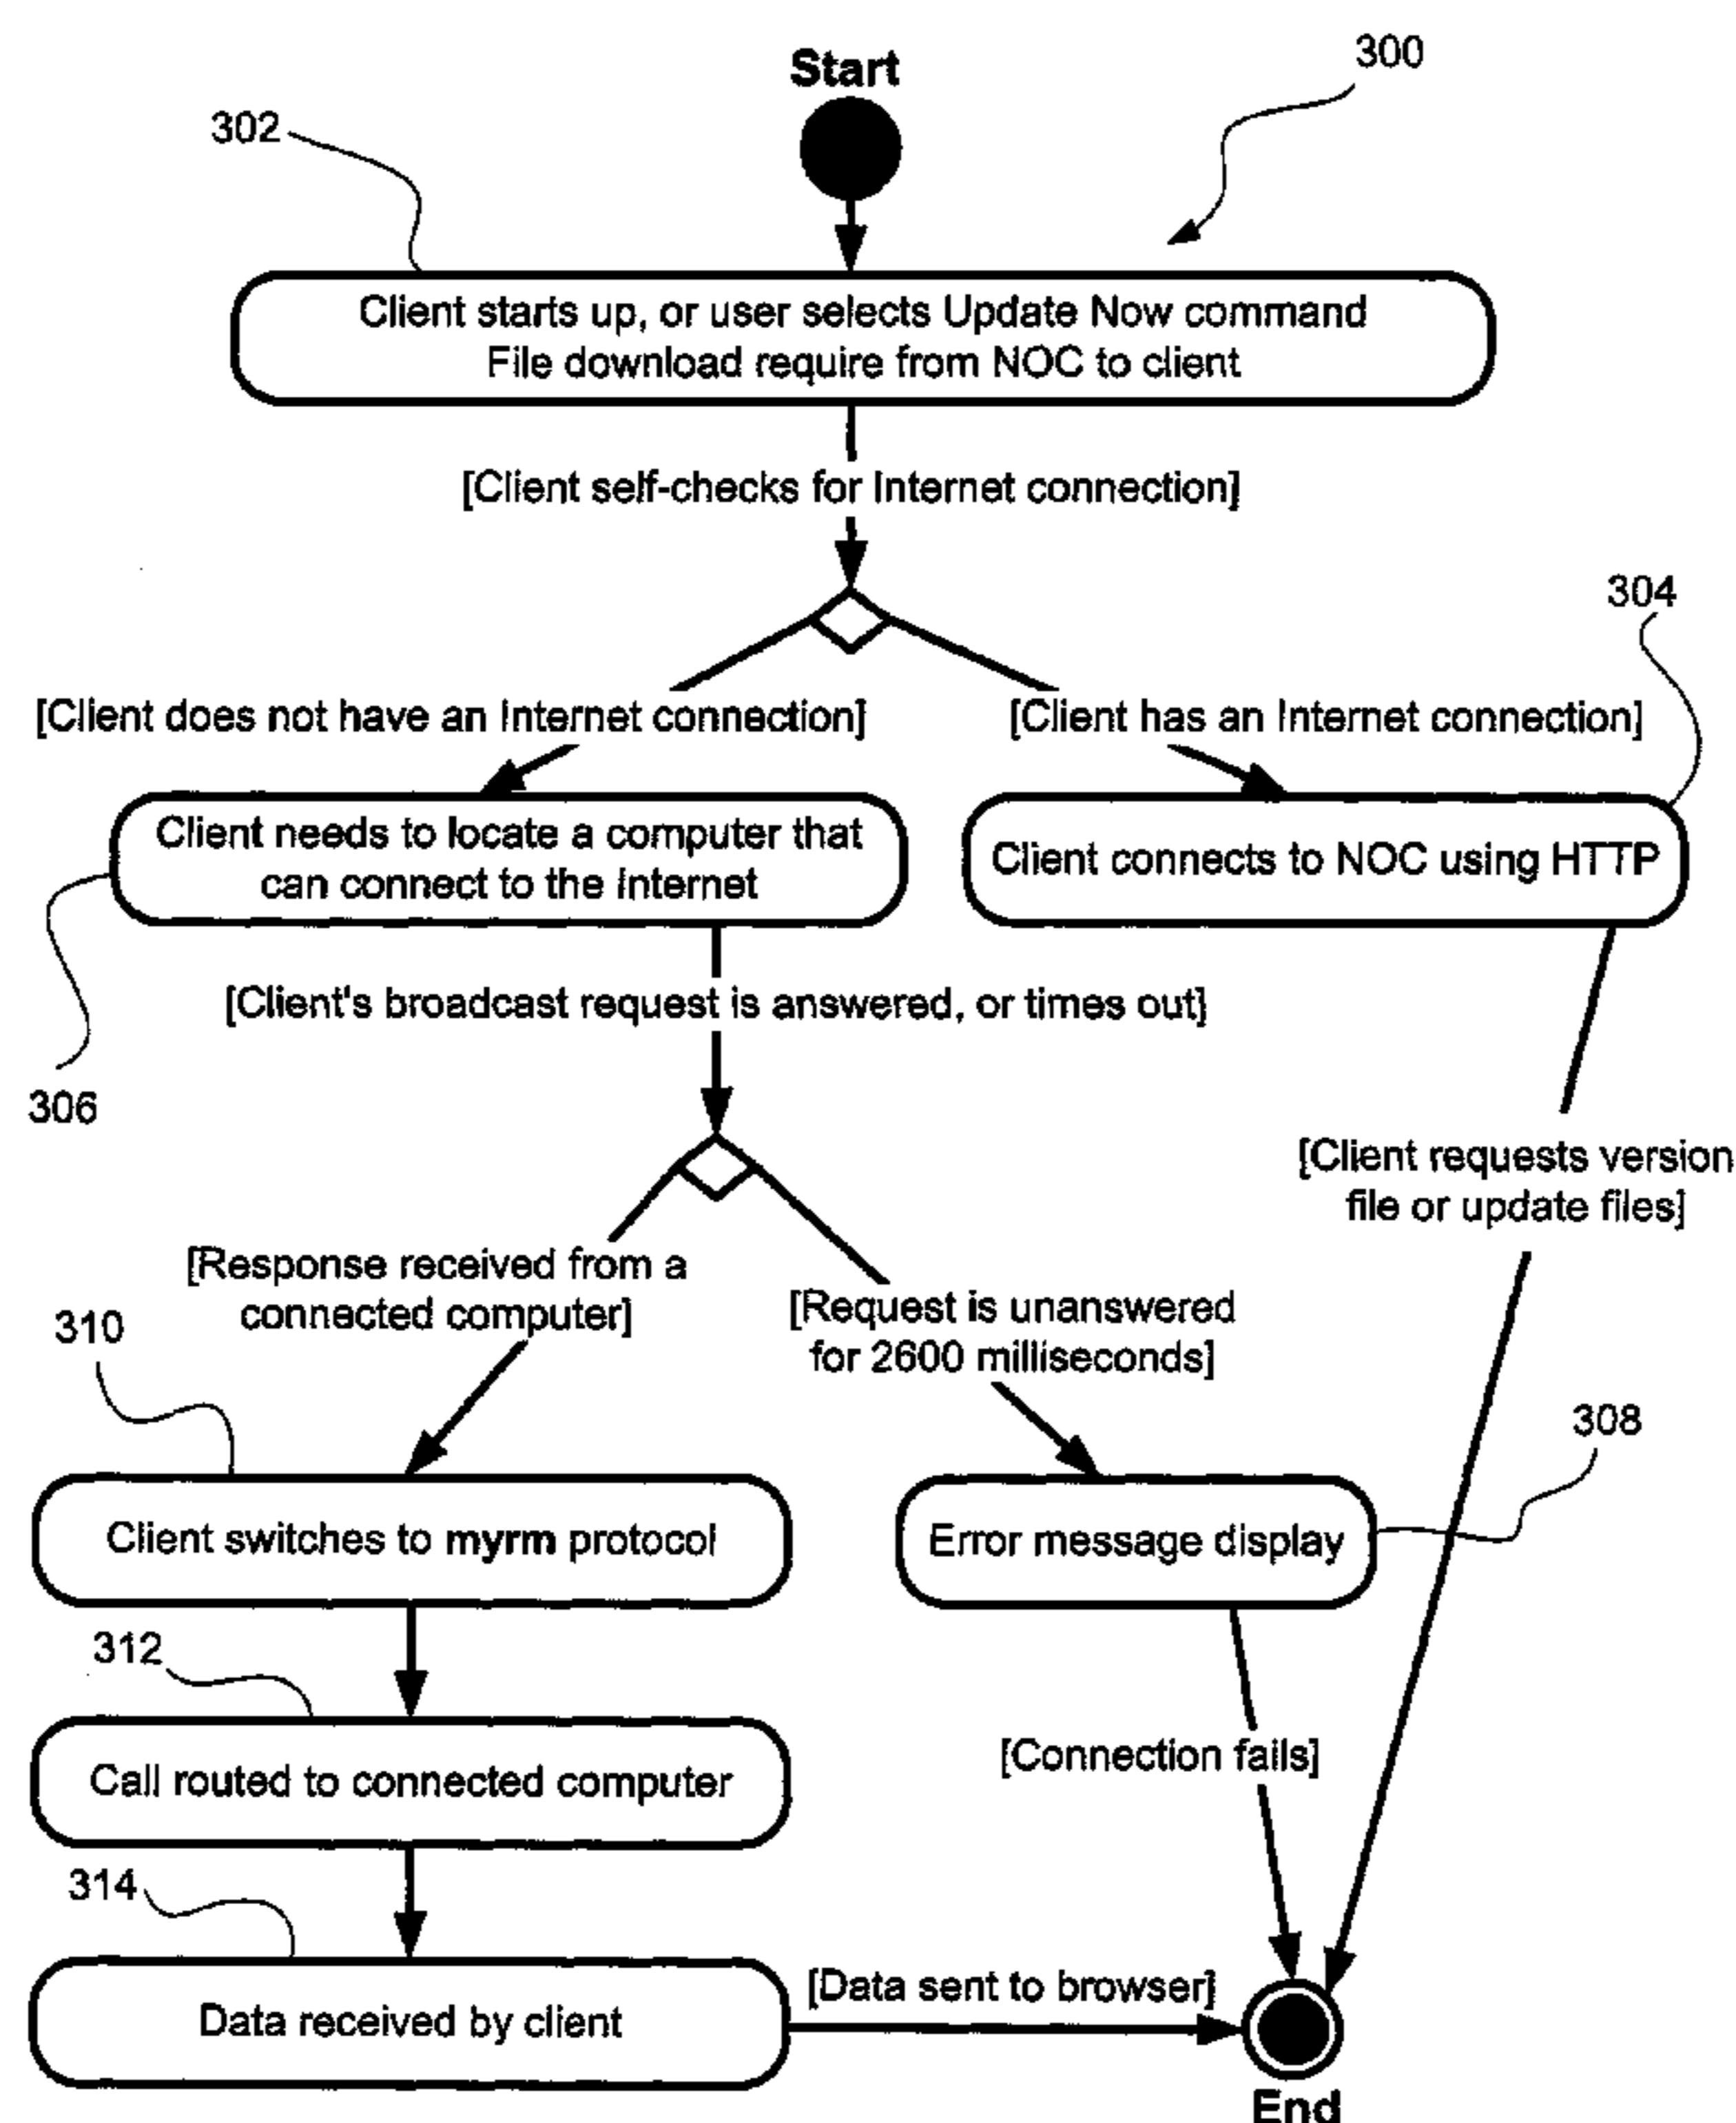 Start
300
302
Client starts up, or user selects Update Now command
File download require from NOC to client
[Client self-checks for Internet connection]
304
[Client does not have an Internet connection]
[Client has an Internet connection]
Client needs to locate a computer that
can connect to the Internet
Client connects to NOC using HTTP
[Client's broadcast request is answered, or times out]
306
[Client requests version
file or update files]
[Response received from a
connected computer]
[Request is unanswered
for 2600 milliseconds]
310
308
Client switches to myrm protocol
Error message display
312
[Connection fails]
Call routed to connected computer
314
[Data sent to browser]
Data received by client
End